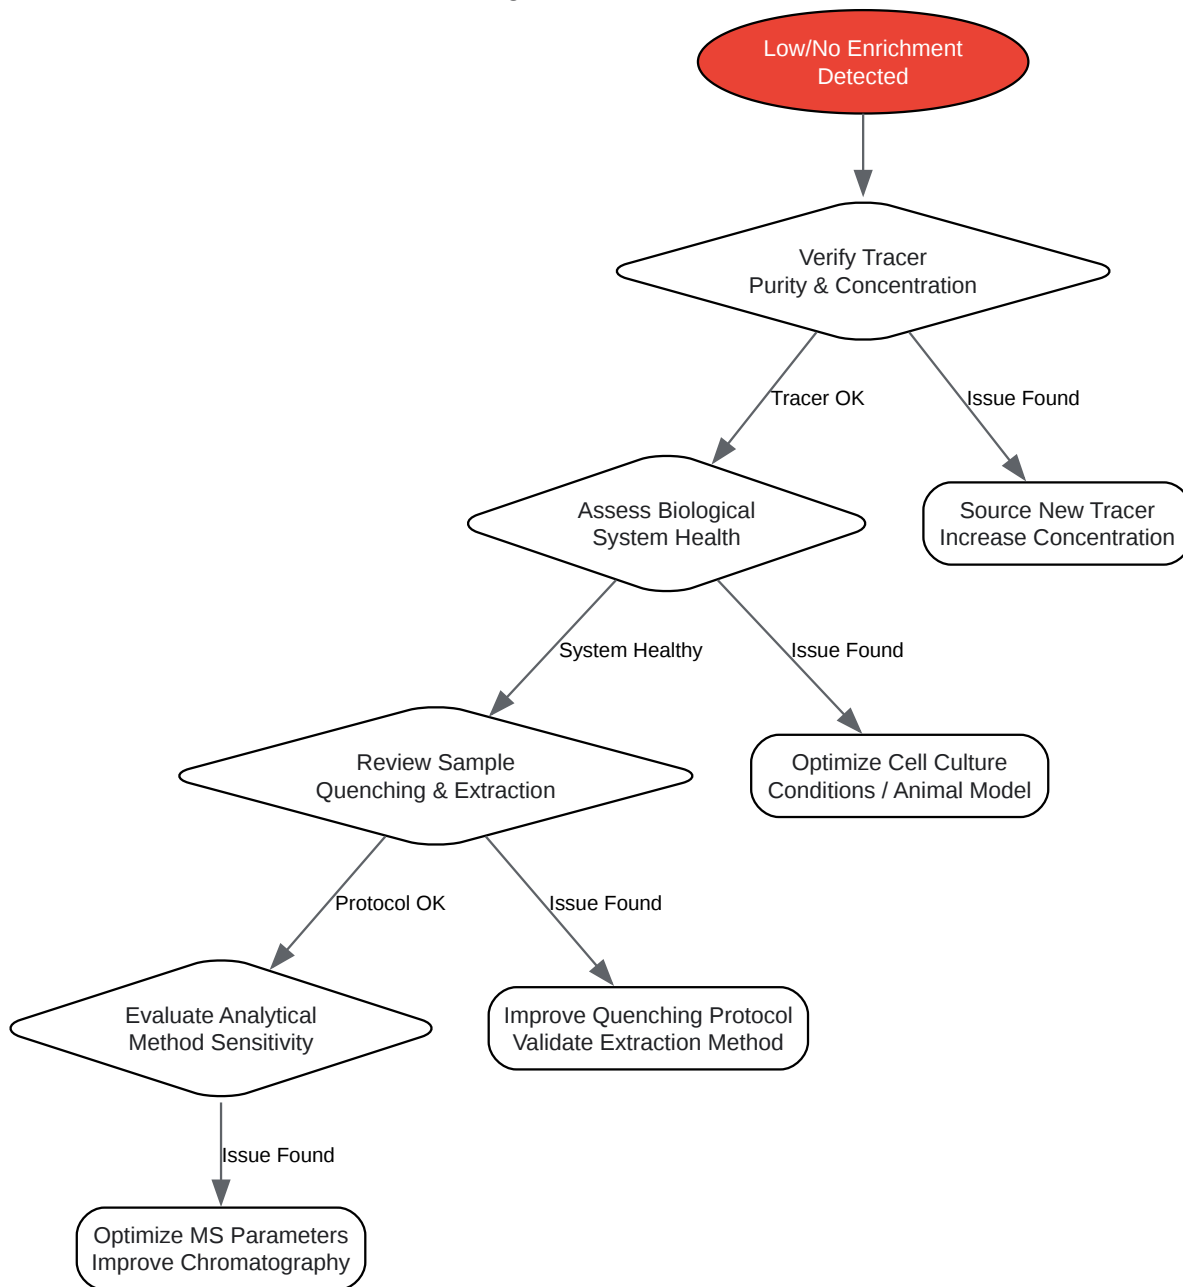 Low/No Enrichment
Detected
Verify Tracer
Purity & Concentration
Tracer OK
Issue Found
Assess Biological
System Health
Source New Tracer
Increase Concentration
System Healthy
Issue Found
Review Sample
Quenching & Extraction
Optimize Cell Culture
Conditions / Animal Model
Protocol OK
Issue Found
Evaluate Analytical
Method Sensitivity
Improve Quenching Protocol
Validate Extraction Method
Issue Found
Optimize MS Parameters
Improve Chromatography